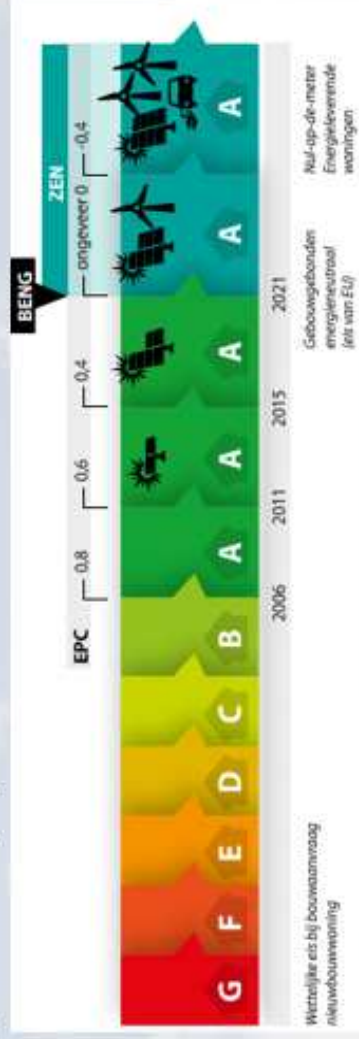 BENG
ZEN
EPC
0,8
0,6
0,4
ongeveer 0
-0,4
G
F
E
D
C
B
A
A
A
A
A
2006
2011
2015
2021
Wettelijke eis bij bouwaanvraag
nieuwbouwwoning
Gebouwgebonden
energieneutraal
(eis van EU)
Nul-op-de-meter
Energieleverende
woningen